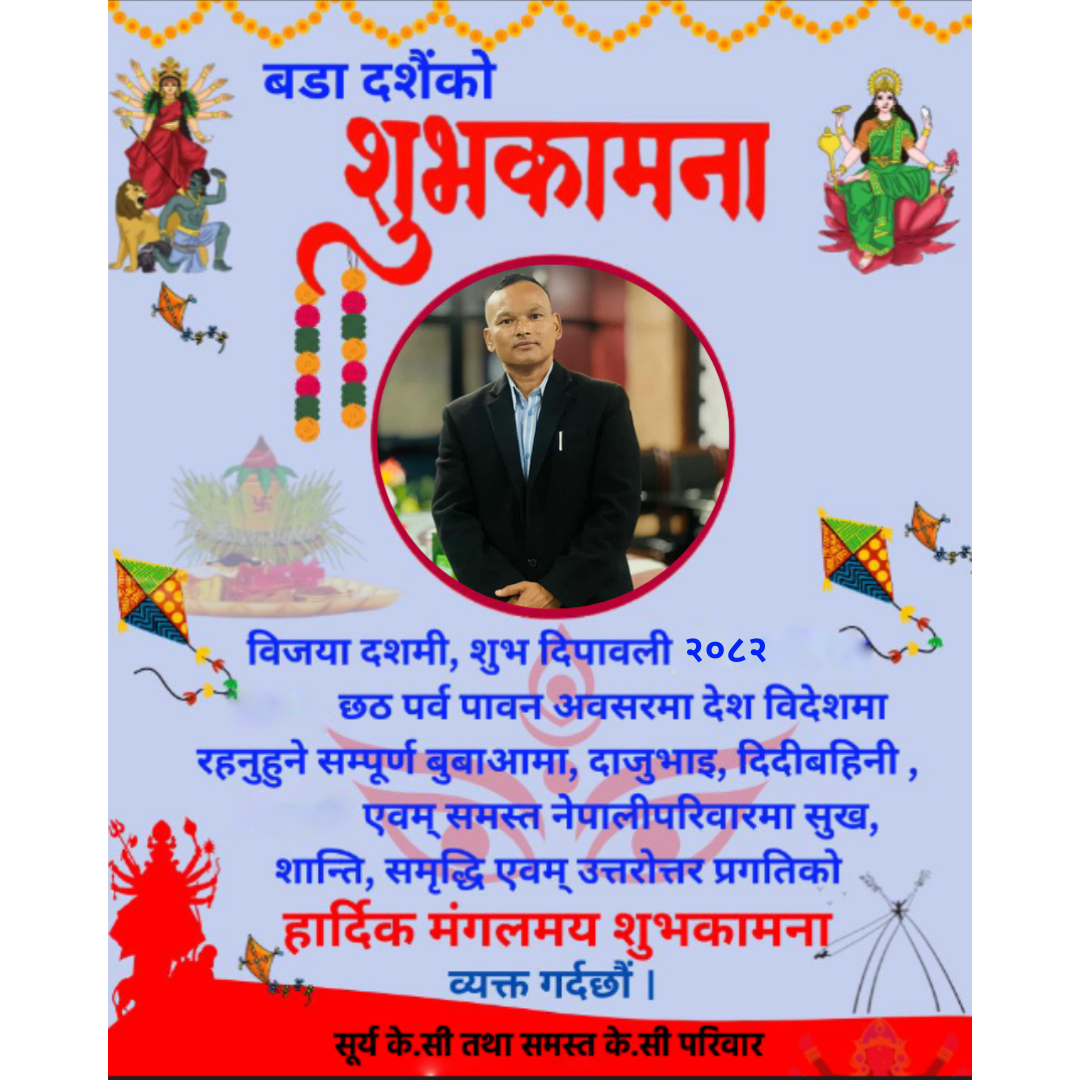 बडा दशैंको
शुभकामना
विजया दशमी, शुभ दिपावली २०८२
छठ पर्व पावन अवसरमा देश विदेशमा
रहनुहुने सम्पूर्ण बुबाआमा, दाजुभाइ, दिदीबहिनी ,
एवम् समस्त नेपालीपरिवारमा सुख,
शान्ति, समृद्धि एवम् उत्तरोत्तर प्रगतिको
हार्दिक मंगलमय शुभकामना
व्यक्त गर्दछौं ।
सूर्य के.सी तथा समस्त के.सी परिवार